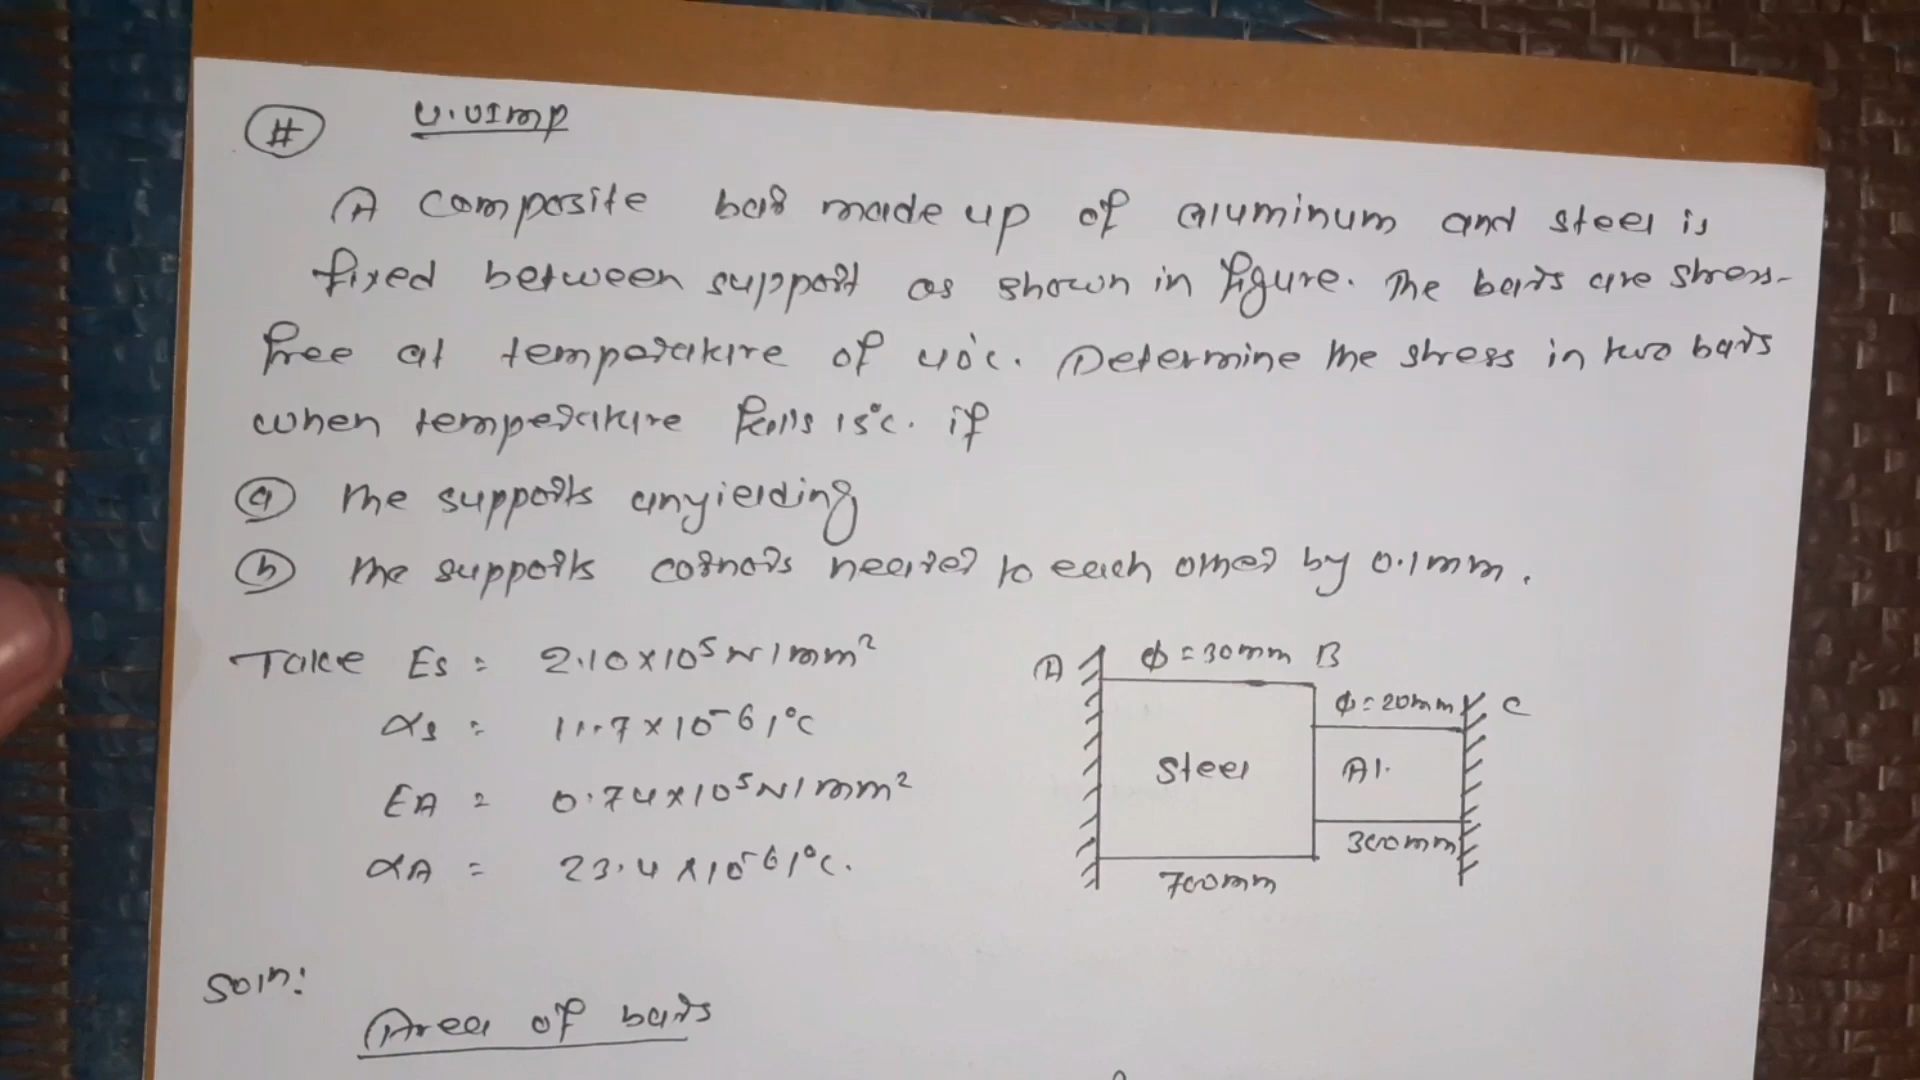 # V.VImp
A composite bar made up of aluminum and steel is
fixed between support as shown in figure. The bars are stress-
free at temperature of 40°c. Determine the stress in two bars
when temperature falls 15°c. if
a the supports unyielding
b the supports nearer to each other by 0.1mm.
Take Es = 2.10×10⁵ N/mm²
αs = 11.7×10⁻⁶/°C
EA = 0.74×10⁵ N/mm²
αA = 23.4×10⁻⁶/°C.
A ϕ = 30mm B
ϕ = 20mm C
Steel Al.
300mm
700mm
Soln:
Area of bars